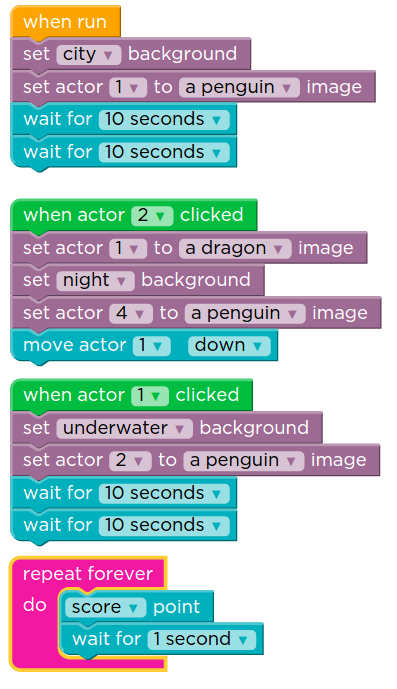 when run
set city ▼ background
set actor 1 ▼ to a penguin ▼ image
wait for 10 seconds ▼
wait for 10 seconds ▼
when actor 2 ▼ clicked
set actor 1 ▼ to a dragon ▼ image
set night ▼ background
set actor 4 ▼ to a penguin ▼ image
move actor 1 ▼ down ▼
when actor 1 ▼ clicked
set underwater ▼ background
set actor 2 ▼ to a penguin ▼ image
wait for 10 seconds ▼
wait for 10 seconds ▼
repeat forever
do score ▼ point
wait for 1 second ▼